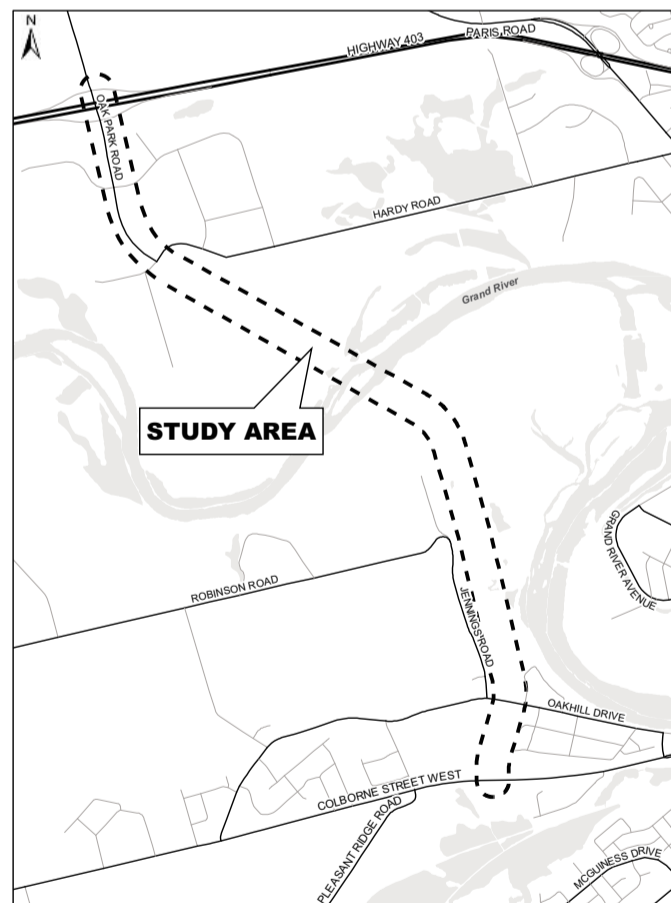 N
HIGHWAY 403
PARIS ROAD
OAK PARK ROAD
HARDY ROAD
Grand River
STUDY AREA
GRAND RIVER AVENUE
ROBINSON ROAD
JENNINGS ROAD
OAKHILL DRIVE
COLBORNE STREET WEST
PLEASANT RIDGE ROAD
MCGUINESS DRIVE